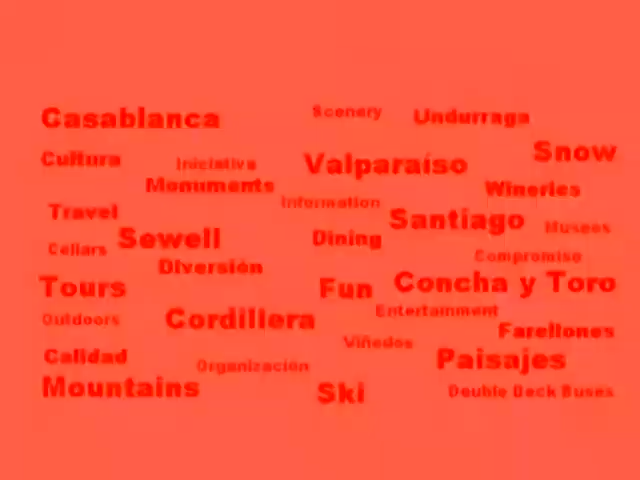 Casablanca Scenery Undurraga
Snow
Cultura Iniciativa Valparaíso
Monuments Wineries
Information
Travel Santiago Museos
Sewell Dining
Cellars Compromiso
Diversión
Tours Fun Concha y Toro
Outdoors Cordillera Entertainment
Farellones
Viñedos
Calidad Organización Paisajes
Mountains Ski Double Deck Buses